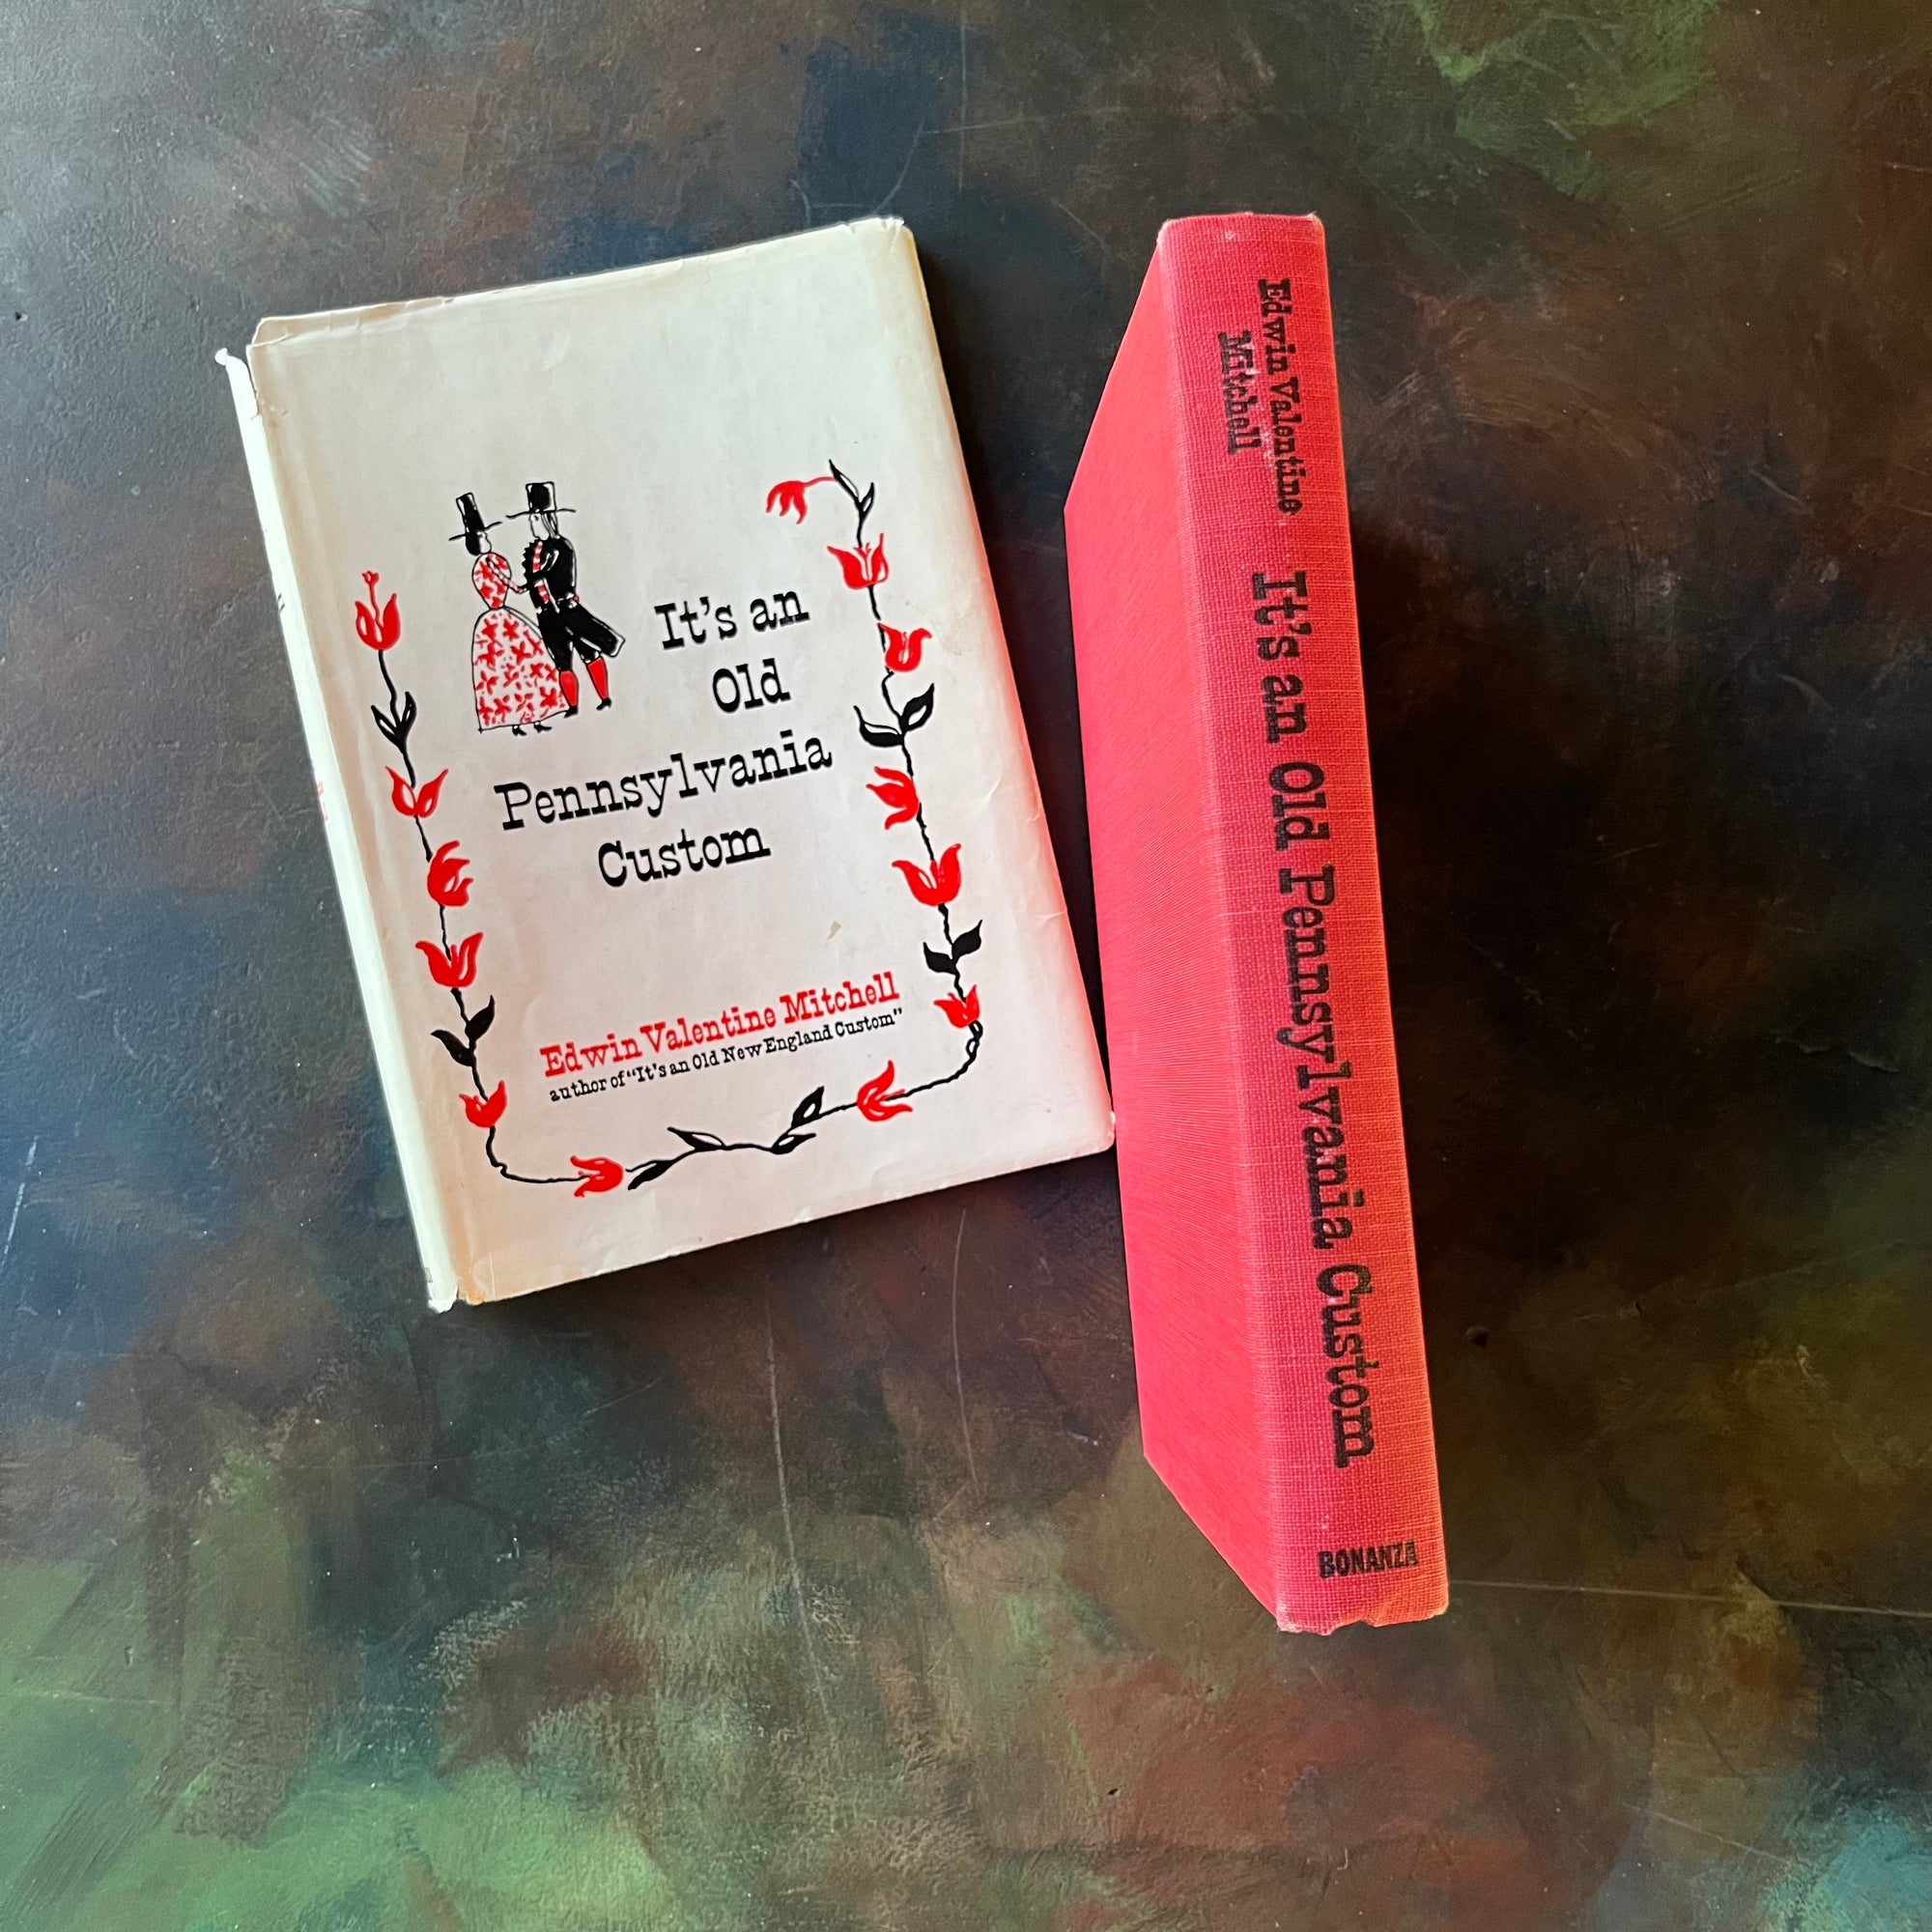 It's an
Old
Pennsylvania
Custom
Edwin Valentine Mitchell
author of "It's an Old New England Custom"
Edwin Valentine
Mitchell
It's an Old Pennsylvania Custom
BONANZA